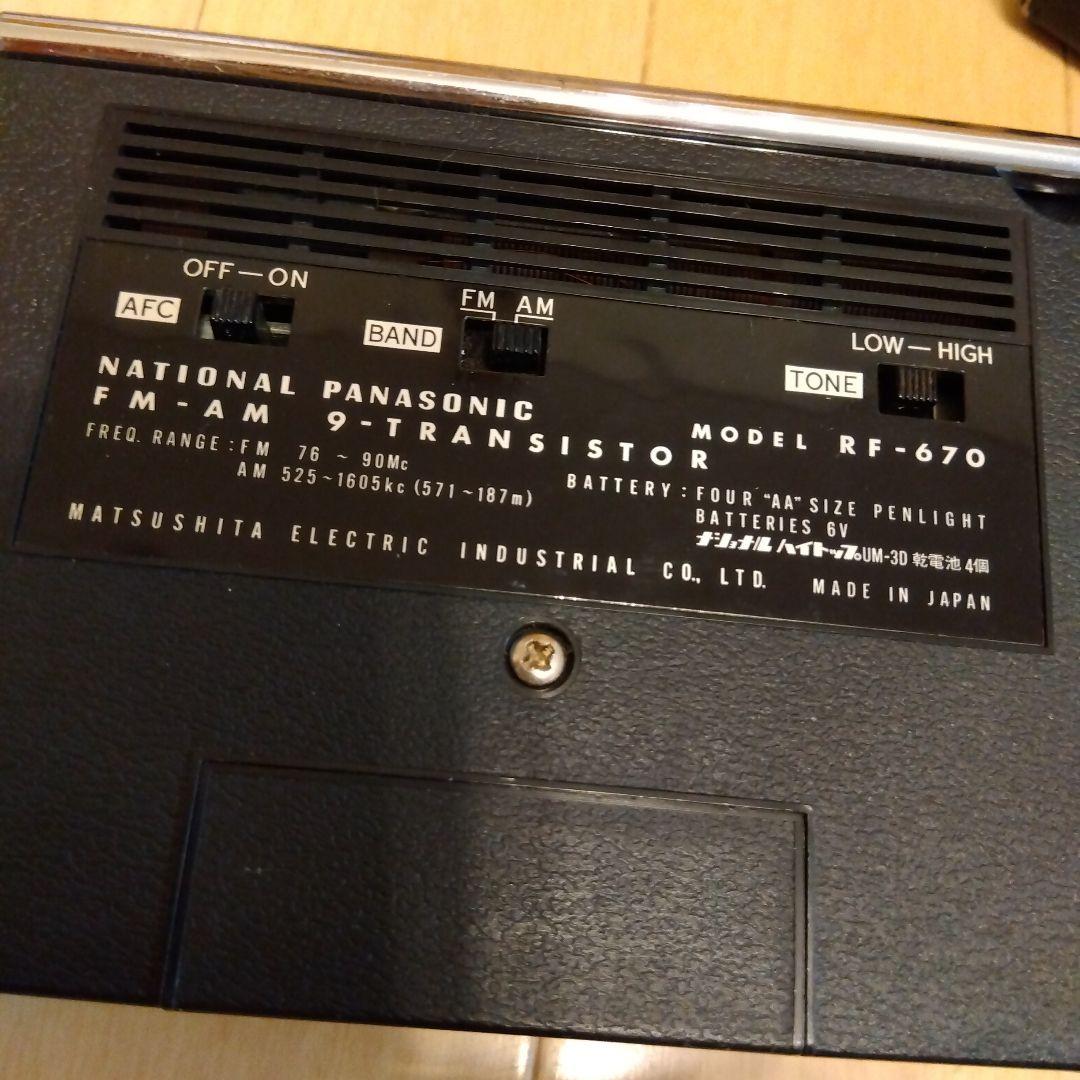 OFF—ON
AFC
FM AM
BAND
LOW—HIGH
TONE
NATIONAL PANASONIC
FM-AM 9-TRANSISTOR
MODEL RF-670
FREQ. RANGE : FM 76 ~ 90Mc
AM 525~1605kc (571~187m)
BATTERY : FOUR "AA" SIZE PENLIGHT
BATTERIES 6V
ナショナル ハイトップ。UM-3D 乾電池4個
MATSUSHITA ELECTRIC INDUSTRIAL CO., LTD. MADE IN JAPAN